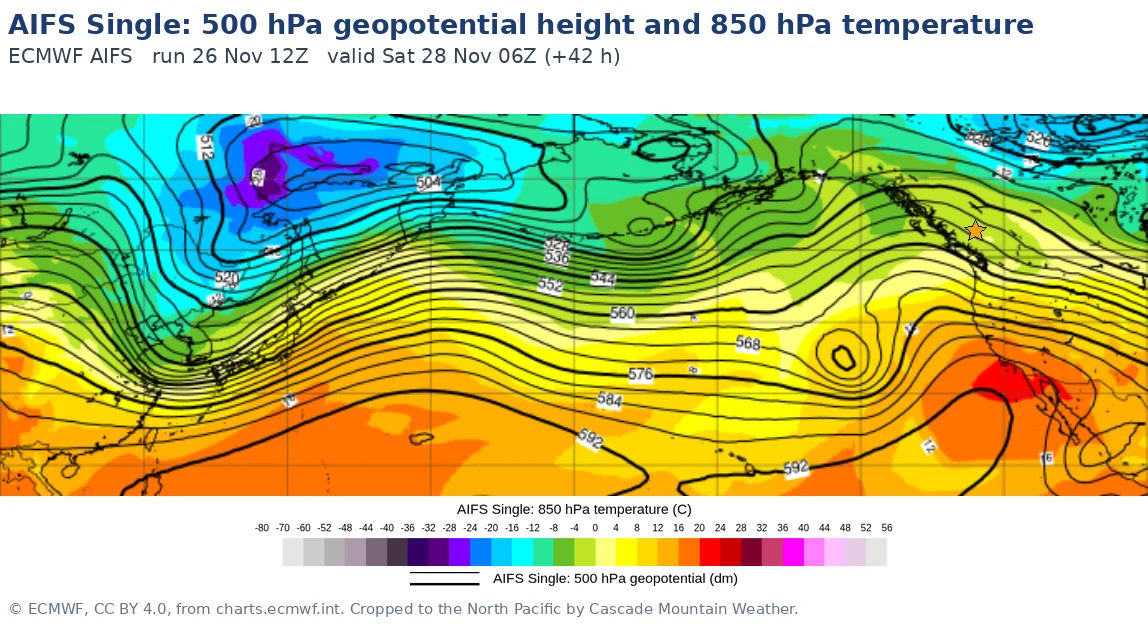 AIFS Single: 500 hPa geopotential height and 850 hPa temperature
ECMWF AIFS run 26 Nov 12Z valid Sat 28 Nov 06Z (+42 h)
512
504
520
528
536
544
552
560
568
576
584
592
592
12
16
AIFS Single: 850 hPa temperature (C)
-80 -70 -60 -52 -48 -44 -40 -36 -32 -28 -24 -20 -16 -12 -8 -4 0 4 8 12 16 20 24 28 32 36 40 44 48 52 56
AIFS Single: 500 hPa geopotential (dm)
© ECMWF, CC BY 4.0, from charts.ecmwf.int. Cropped to the North Pacific by Cascade Mountain Weather.